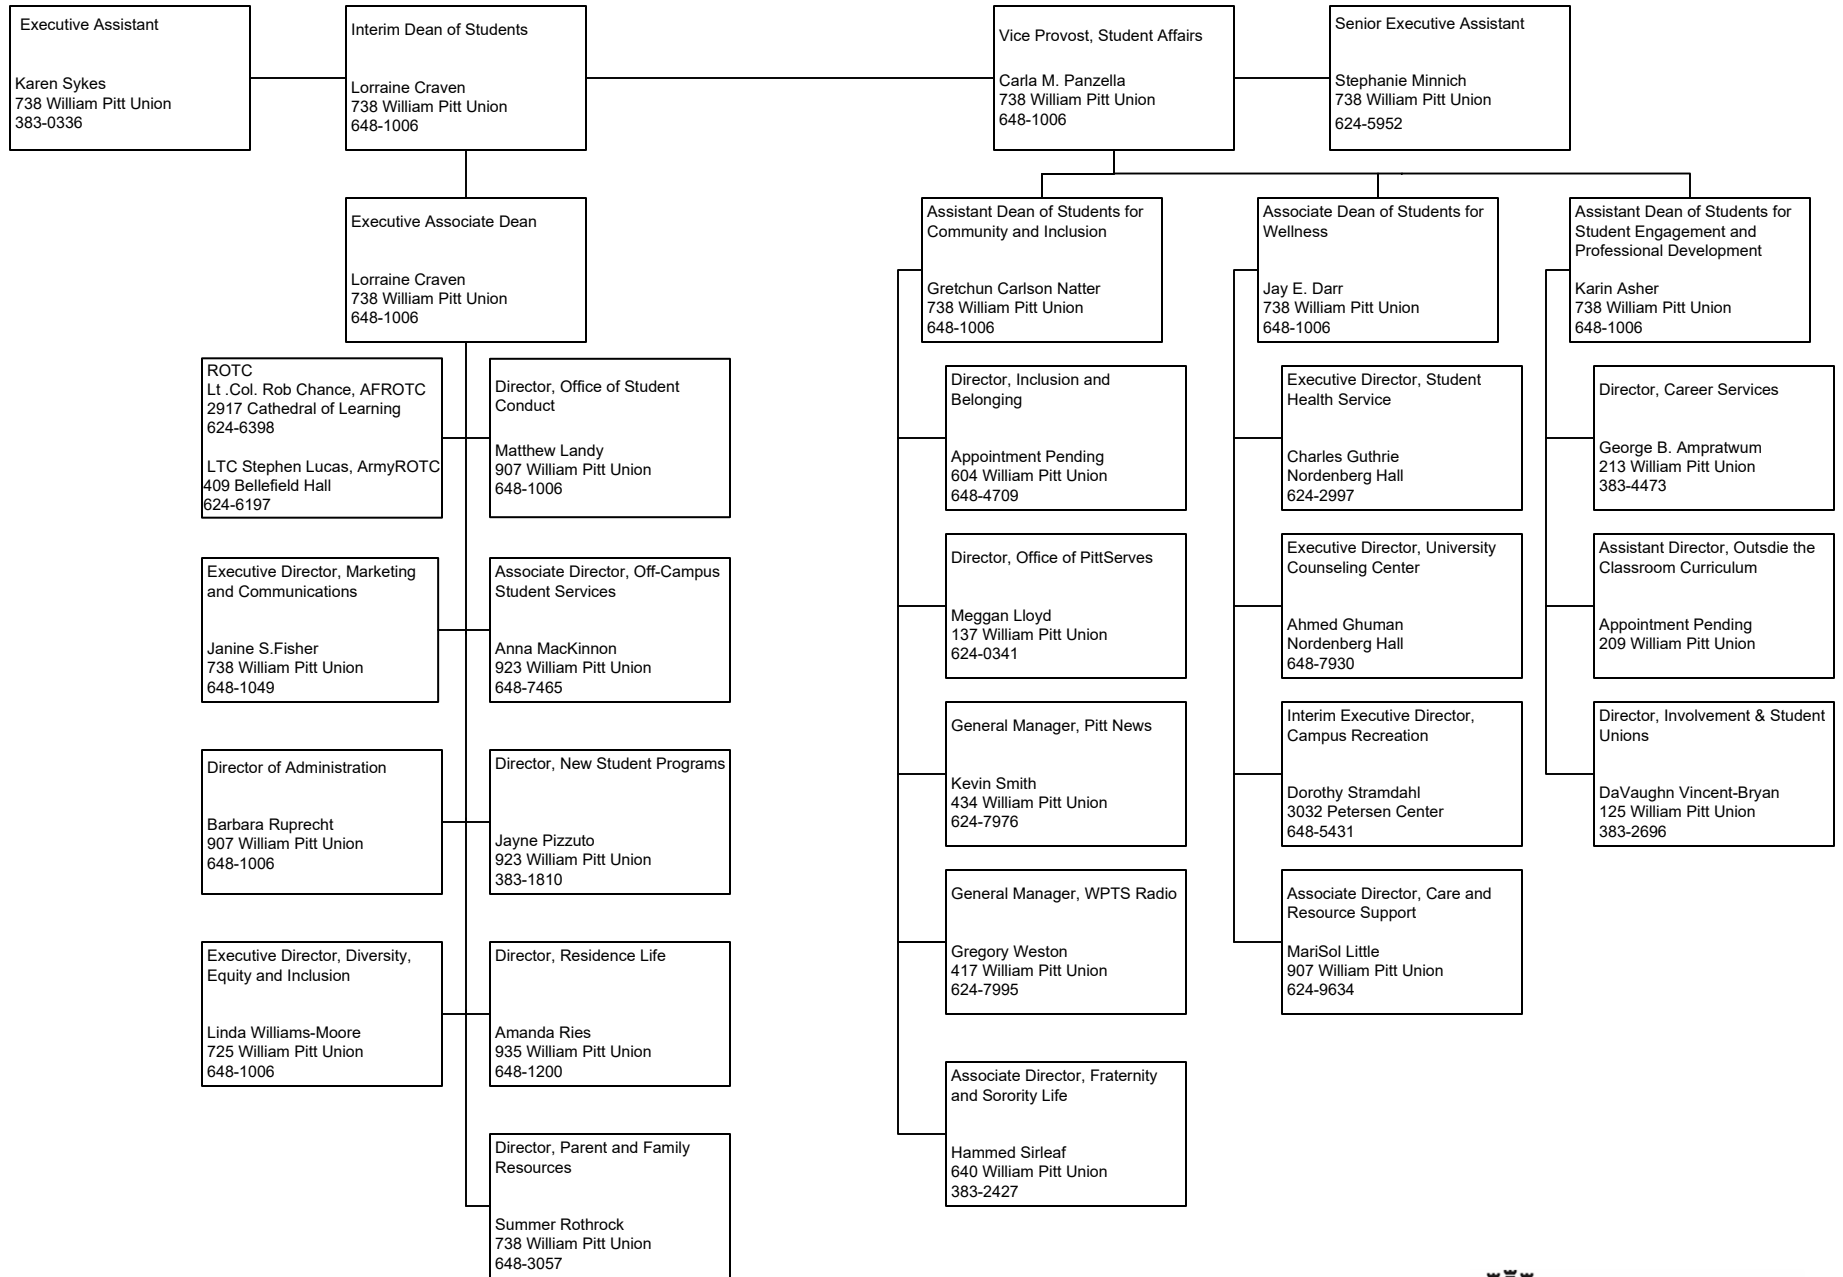 Executive Assistant
Karen Sykes
738 William Pitt Union
383-0336
Interim Dean of Students
Lorraine Craven
738 William Pitt Union
648-1006
Vice Provost, Student Affairs
Carla M. Panzella
738 William Pitt Union
648-1006
Senior Executive Assistant
Stephanie Minnich
738 William Pitt Union
624-5952
Executive Associate Dean
Lorraine Craven
738 William Pitt Union
648-1006
ROTC
Lt .Col. Rob Chance, AFROTC
2917 Cathedral of Learning
624-6398
LTC Stephen Lucas, ArmyROTC
409 Bellefield Hall
624-6197
Director, Office of Student
Conduct
Matthew Landy
907 William Pitt Union
648-1006
Executive Director, Marketing
and Communications
Janine S.Fisher
738 William Pitt Union
648-1049
Associate Director, Off-Campus
Student Services
Anna MacKinnon
923 William Pitt Union
648-7465
Director of Administration
Barbara Ruprecht
907 William Pitt Union
648-1006
Director, New Student Programs
Jayne Pizzuto
923 William Pitt Union
383-1810
Executive Director, Diversity,
Equity and Inclusion
Linda Williams-Moore
725 William Pitt Union
648-1006
Director, Residence Life
Amanda Ries
935 William Pitt Union
648-1200
Director, Parent and Family
Resources
Summer Rothrock
738 William Pitt Union
648-3057
Assistant Dean of Students for
Community and Inclusion
Gretchun Carlson Natter
738 William Pitt Union
648-1006
Director, Inclusion and
Belonging
Appointment Pending
604 William Pitt Union
648-4709
Director, Office of PittServes
Meggan Lloyd
137 William Pitt Union
624-0341
General Manager, Pitt News
Kevin Smith
434 William Pitt Union
624-7976
General Manager, WPTS Radio
Gregory Weston
417 William Pitt Union
624-7995
Associate Director, Fraternity
and Sorority Life
Hammed Sirleaf
640 William Pitt Union
383-2427
Associate Dean of Students for
Wellness
Jay E. Darr
738 William Pitt Union
648-1006
Executive Director, Student
Health Service
Charles Guthrie
Nordenberg Hall
624-2997
Executive Director, University
Counseling Center
Ahmed Ghuman
Nordenberg Hall
648-7930
Interim Executive Director,
Campus Recreation
Dorothy Stramdahl
3032 Petersen Center
648-5431
Associate Director, Care and
Resource Support
MariSol Little
907 William Pitt Union
624-9634
Assistant Dean of Students for
Student Engagement and
Professional Development
Karin Asher
738 William Pitt Union
648-1006
Director, Career Services
George B. Ampratwum
213 William Pitt Union
383-4473
Assistant Director, Outsdie the
Classroom Curriculum
Appointment Pending
209 William Pitt Union
Director, Involvement & Student
Unions
DaVaughn Vincent-Bryan
125 William Pitt Union
383-2696